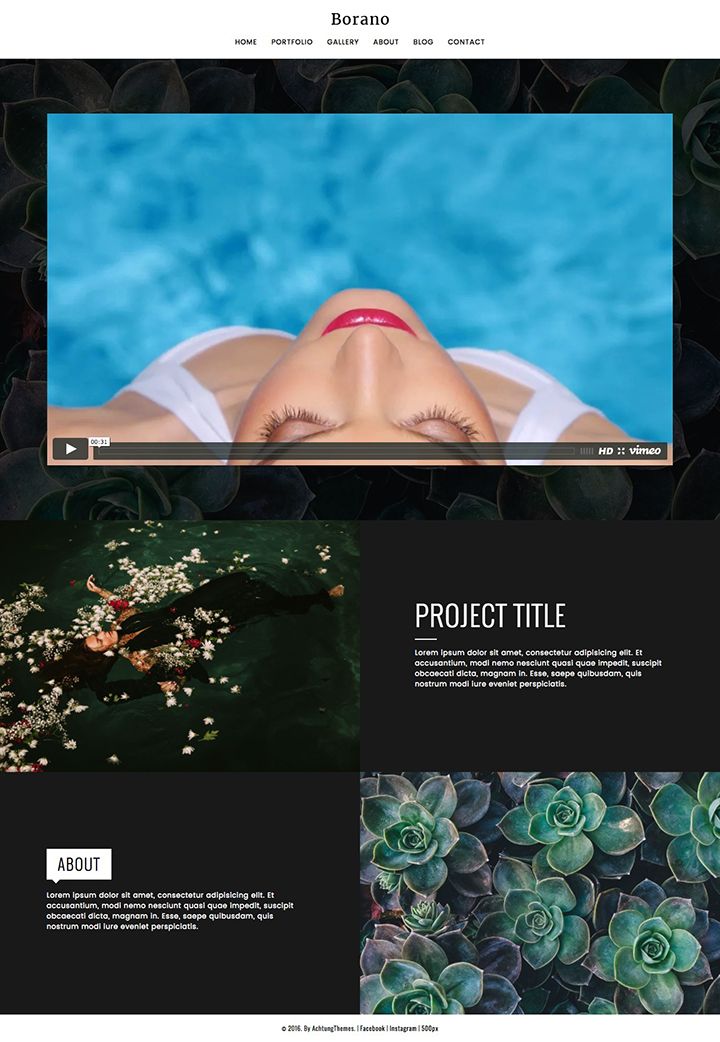 Borano
HOME PORTFOLIO GALLERY ABOUT BLOG CONTACT
00:31
HD vimeo
PROJECT TITLE
Lorem ipsum dolor sit amet, consectetur adipisicing elit. Et
accusantium, modi nemo nesciunt quasi quae impedit, suscipit
obcaecati dicta, magnam in. Esse, saepe quibusdam, quis
nostrum modi iure eveniet perspiciatis.
ABOUT
Lorem ipsum dolor sit amet, consectetur adipisicing elit. Et
accusantium, modi nemo nesciunt quasi quae impedit, suscipit
obcaecati dicta, magnam in. Esse, saepe quibusdam, quis
nostrum modi iure eveniet perspiciatis.
© 2016. By AchtungThemes. | Facebook | Instagram | 500px